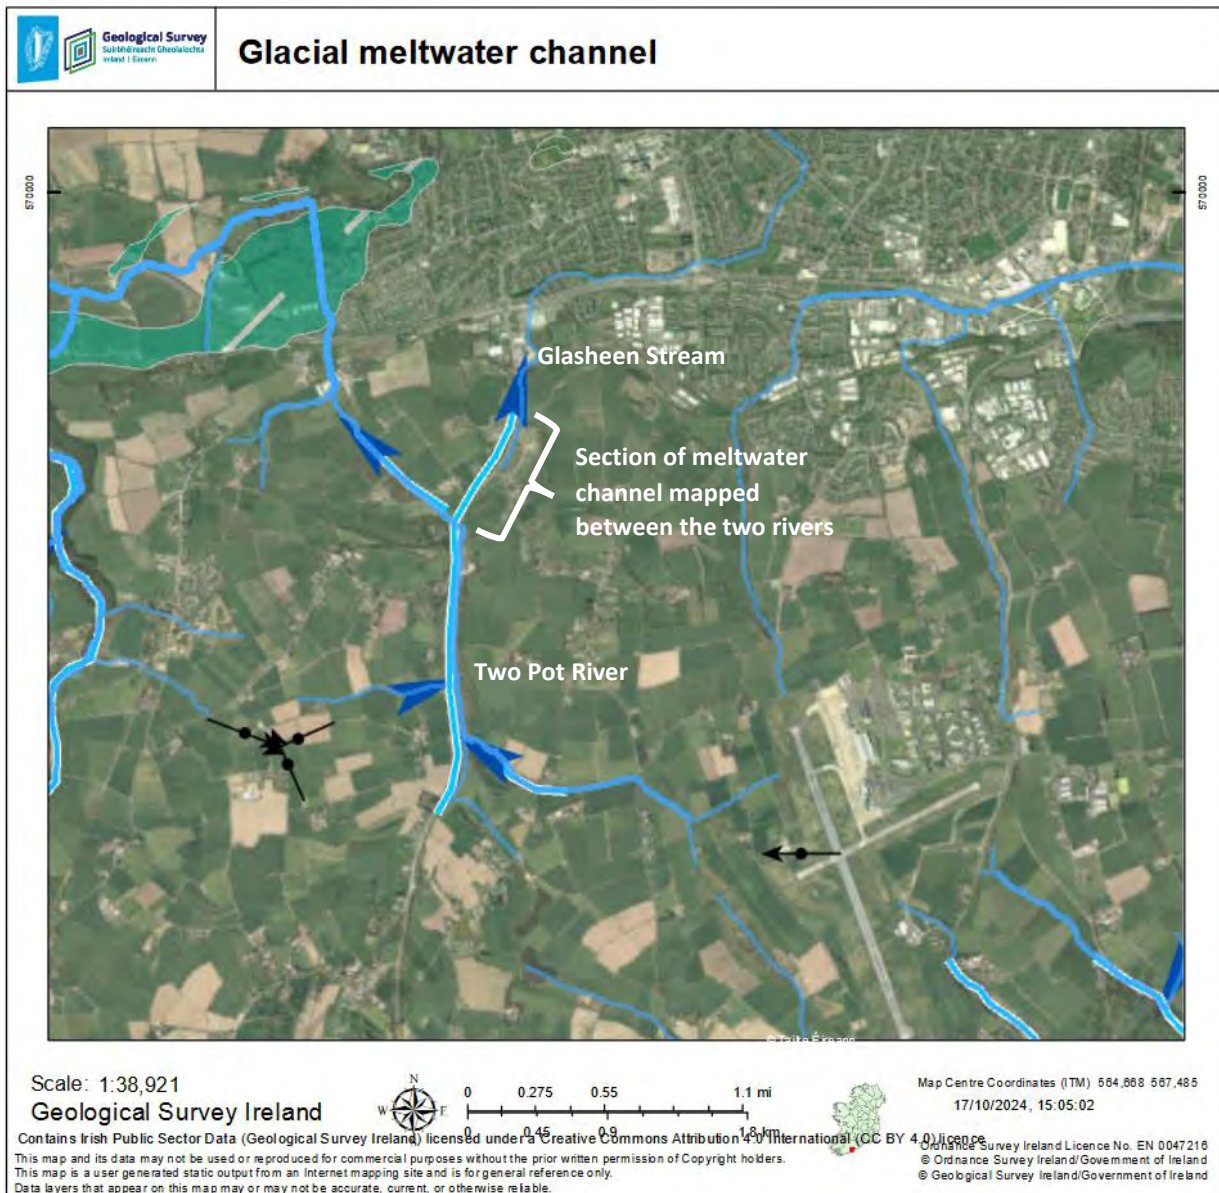 Geological Survey
Suirbhéireacht Gheolaíochta
Ireland | Éireann
Glacial meltwater channel
570000
570000
Glasheen Stream
Section of meltwater
channel mapped
between the two rivers
Two Pot River
© Tailte Éireann
Scale: 1:38,921
Geological Survey Ireland
N
W E
S
0 0.275 0.55 1.1 mi
0 0.45 0.9 1.8 km
Map Centre Coordinates (ITM) 564,868 567,485
17/10/2024, 15:05:02
Contains Irish Public Sector Data (Geological Survey Ireland) licensed under a Creative Commons Attribution 4.0 International (CC BY 4.0) licence
This map and its data may not be used or reproduced for commercial purposes without the prior written permission of Copyright holders.
This map is a user generated static output from an Internet mapping site and is for general reference only.
Data layers that appear on this map may or may not be accurate, current, or otherwise reliable.
Ordnance Survey Ireland Licence No. EN 0047216
© Ordnance Survey Ireland/Government of Ireland
© Geological Survey Ireland/Government of Ireland